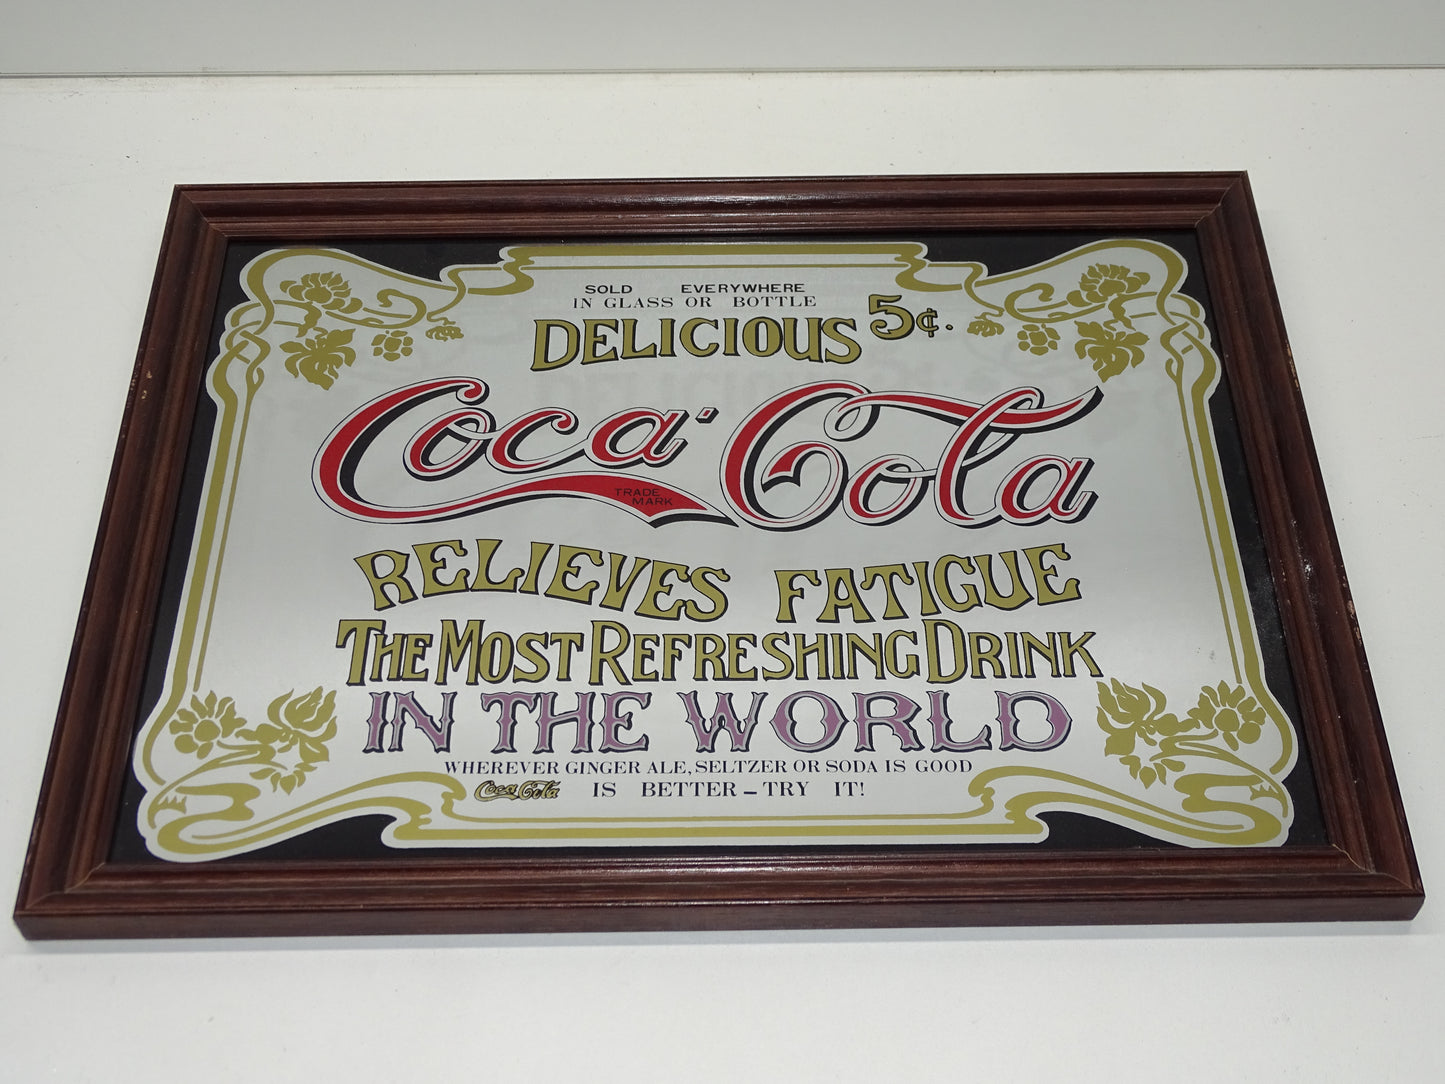 SOLD EVERYWHERE
IN GLASS OR BOTTLE
DELICIOUS 5¢.
Coca-Cola
TRADE
MARK
RELIEVES FATIGUE
THE MOST REFRESHING DRINK
IN THE WORLD
WHEREVER GINGER ALE, SELTZER OR SODA IS GOOD
Coca-Cola IS BETTER – TRY IT!